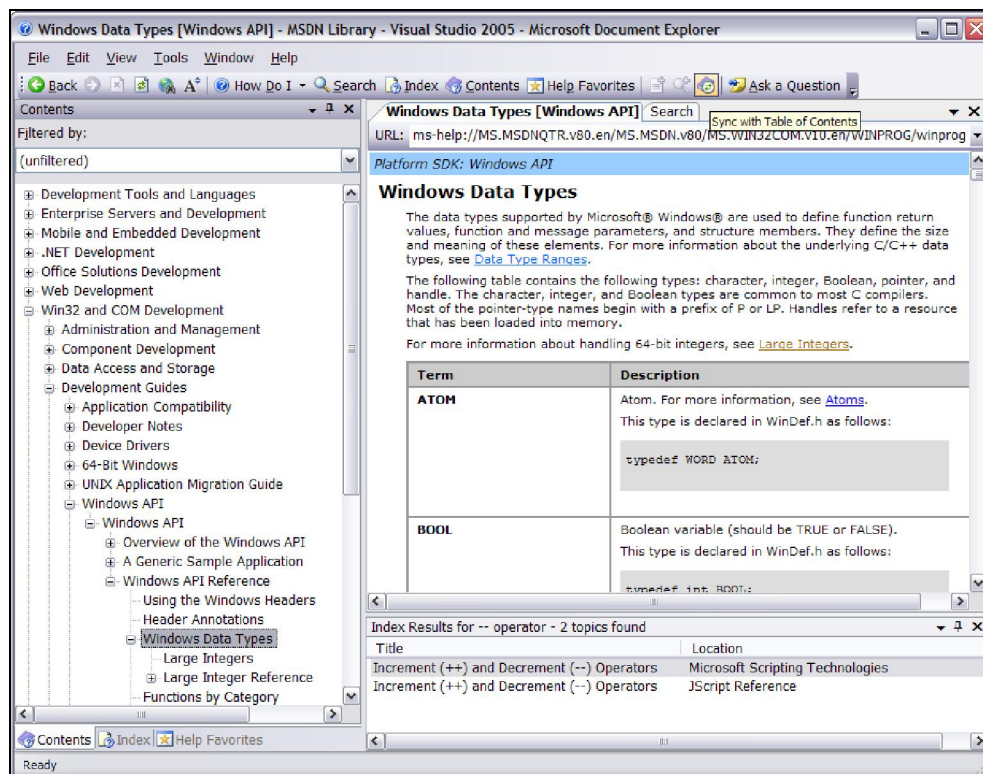 Windows Data Types [Windows API] - MSDN Library - Visual Studio 2005 - Microsoft Document Explorer
File Edit View Tools Window Help
Back How Do I Search Index Contents Help Favorites Ask a Question
Contents
Filtered by:
(unfiltered)
Development Tools and Languages
Enterprise Servers and Development
Mobile and Embedded Development
.NET Development
Office Solutions Development
Web Development
Win32 and COM Development
Administration and Management
Component Development
Data Access and Storage
Development Guides
Application Compatibility
Developer Notes
Device Drivers
64-Bit Windows
UNIX Application Migration Guide
Windows API
Windows API
Overview of the Windows API
A Generic Sample Application
Windows API Reference
Using the Windows Headers
Header Annotations
Windows Data Types
Large Integers
Large Integer Reference
Functions by Category
Contents Index Help Favorites
Windows Data Types [Windows API] Search
Sync with Table of Contents
URL: ms-help://MS.MSDNQTR.v80.en/MS.MSDN.v80/MS.WIN32COM.v10.en/WINPROG/winprog
Platform SDK: Windows API
Windows Data Types
The data types supported by Microsoft® Windows® are used to define function return
values, function and message parameters, and structure members. They define the size
and meaning of these elements. For more information about the underlying C/C++ data
types, see Data Type Ranges.
The following table contains the following types: character, integer, Boolean, pointer, and
handle. The character, integer, and Boolean types are common to most C compilers.
Most of the pointer-type names begin with a prefix of P or LP. Handles refer to a resource
that has been loaded into memory.
For more information about handling 64-bit integers, see Large Integers.
Term Description
ATOM Atom. For more information, see Atoms.
This type is declared in WinDef.h as follows:
typedef WORD ATOM;
BOOL Boolean variable (should be TRUE or FALSE).
This type is declared in WinDef.h as follows:
typedef int BOOL;
Index Results for -- operator - 2 topics found
Title Location
Increment (++) and Decrement (--) Operators Microsoft Scripting Technologies
Increment (++) and Decrement (--) Operators JScript Reference
Ready